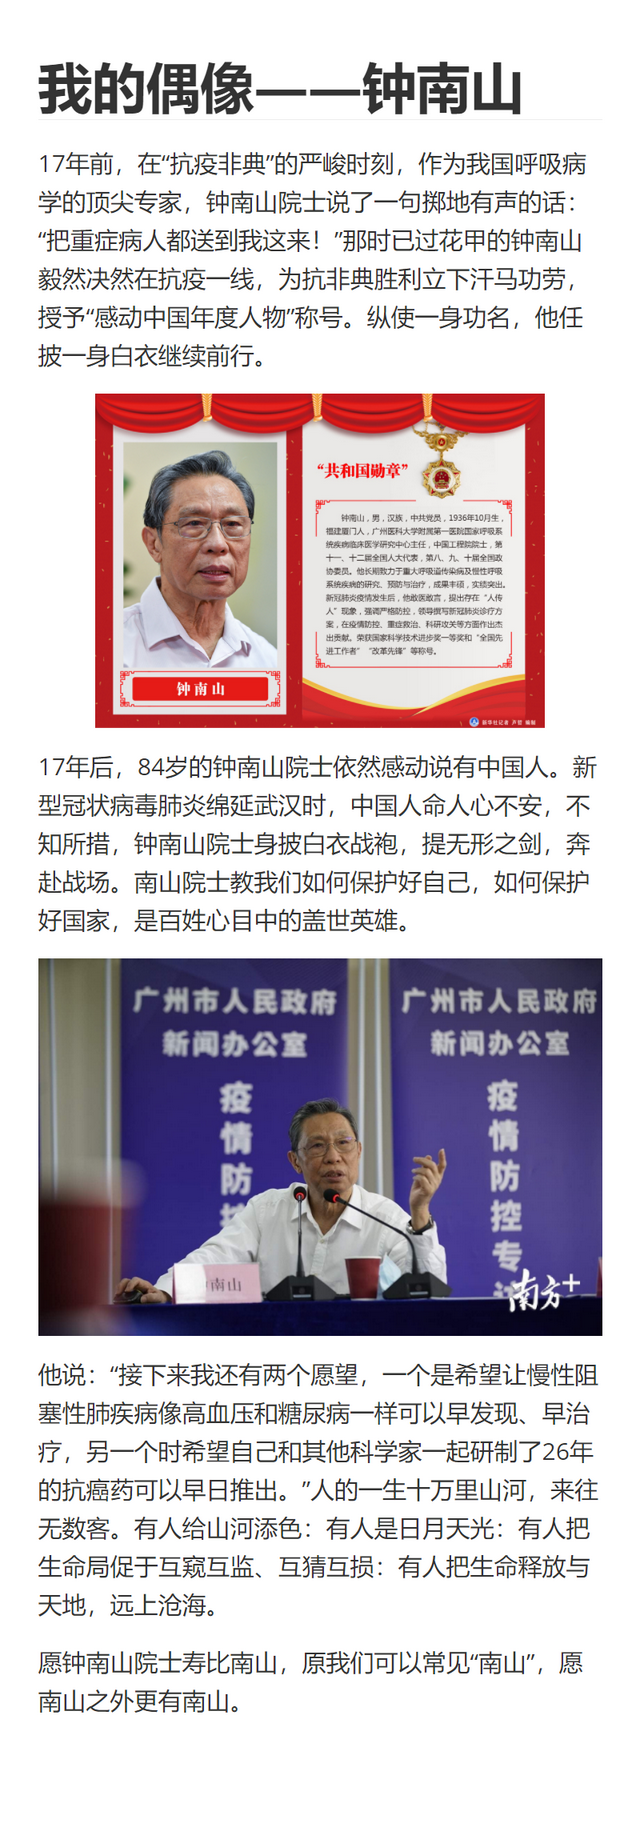 我的偶像——钟南山
17年前，在“抗疫非典”的严峻时刻，作为我国呼吸病
学的顶尖专家，钟南山院士说了一句掷地有声的话：
“把重症病人都送到我这来！”那时已过花甲的钟南山
毅然决然在抗疫一线，为抗非典胜利立下汗马功劳，
授予“感动中国年度人物”称号。纵使一身功名，他任
披一身白衣继续前行。
“共和国勋章”
钟南山，男，汉族，中共党员，1936年10月生，
福建厦门人，广州医科大学附属第一医院国家呼吸系
统疾病临床医学研究中心主任，中国工程院院士，第
十一、十二届全国人大代表，第八、九、十届全国政
协委员。他长期致力于重大呼吸道传染病及慢性呼吸
系统疾病的研究、预防与治疗，成果丰硕，实绩突出。
新冠肺炎疫情发生后，他敢医敢言，提出存在“人传
人”现象，强调严格防控，领导撰写新冠肺炎诊疗方
案，在疫情防控、重症救治、科研攻关等方面作出杰
出贡献。荣获国家科学技术进步奖一等奖和“全国先
进工作者”“改革先锋”等称号。
钟南山
新华社记者 卢哲 编制
17年后，84岁的钟南山院士依然感动说有中国人。新
型冠状病毒肺炎绵延武汉时，中国人命人心不安，不
知所措，钟南山院士身披白衣战袍，提无形之剑，奔
赴战场。南山院士教我们如何保护好自己，如何保护
好国家，是百姓心目中的盖世英雄。
广州市人民政府
新闻办公室
疫情防控
广州市人民政府
新闻办公室
疫情防控专
南山
南方+
他说：“接下来我还有两个愿望，一个是希望让慢性阻
塞性肺疾病像高血压和糖尿病一样可以早发现、早治
疗，另一个时希望自己和其他科学家一起研制了26年
的抗癌药可以早日推出。”人的一生十万里山河，来往
无数客。有人给山河添色：有人是日月天光：有人把
生命局促于互窥互监、互猜互损：有人把生命释放与
天地，远上沧海。
愿钟南山院士寿比南山，原我们可以常见“南山”，愿
南山之外更有南山。